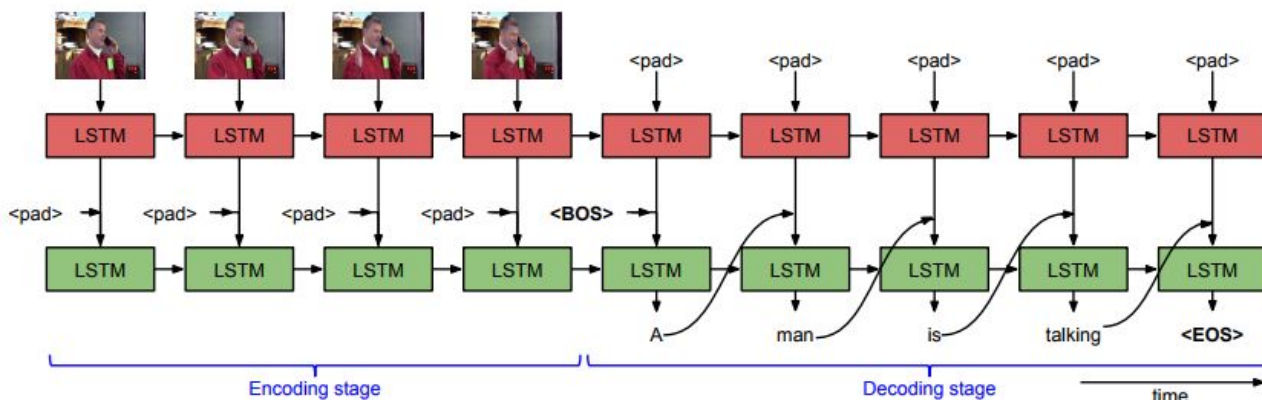 <pad> <pad> <pad> <pad> <pad>
LSTM LSTM LSTM LSTM LSTM LSTM LSTM LSTM LSTM
<pad> <pad> <pad> <pad> <BOS>
LSTM LSTM LSTM LSTM LSTM LSTM LSTM LSTM LSTM
A man is talking <EOS>
Encoding stage Decoding stage time